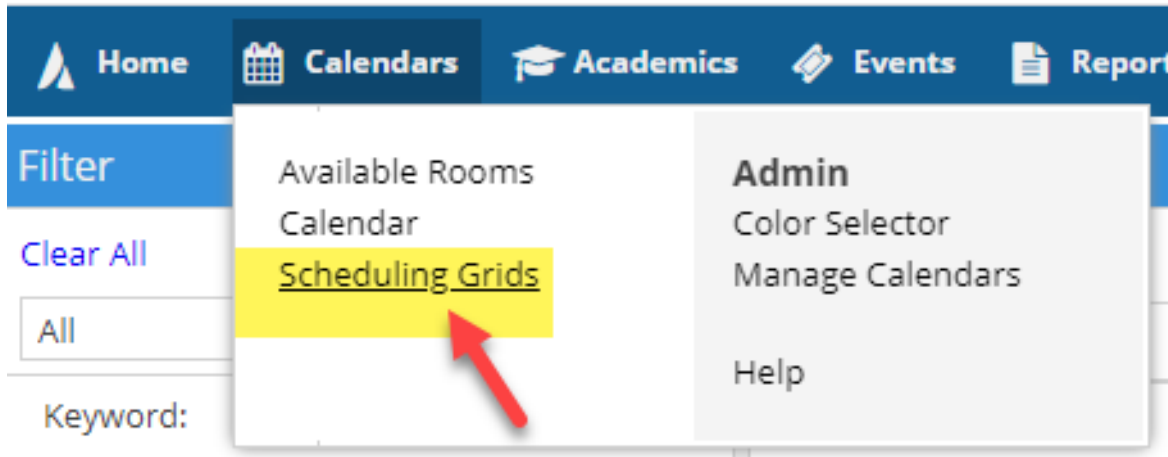 Home Calendars Academics Events Report
Filter
Clear All
All
Keyword:
Available Rooms
Calendar
Scheduling Grids
Admin
Color Selector
Manage Calendars
Help